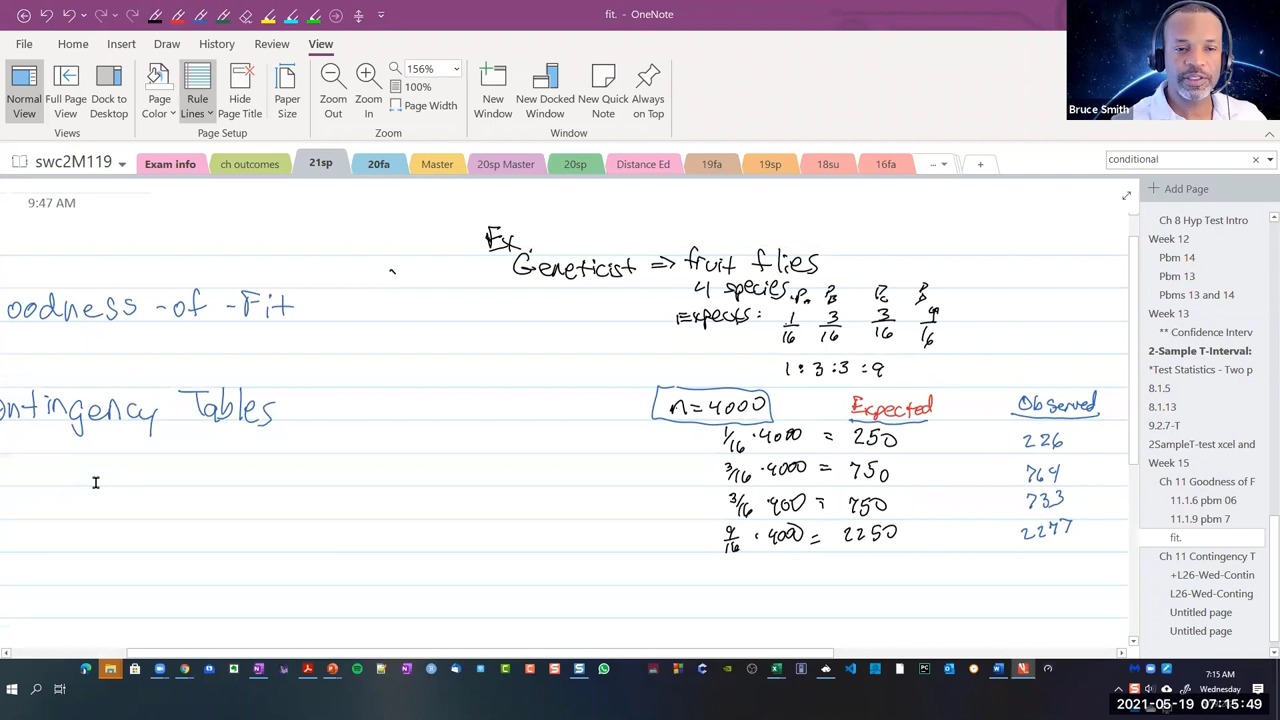 fit. - OneNote
File Home Insert Draw History Review View
156%
100%
Page Width
Normal View
Full Page View
Dock to Desktop
Page Color
Rule Lines
Hide Page Title
Paper Size
Zoom Out
Zoom In
New Window
New Docked Window
New Quick Note
Always on Top
Views
Page Setup
Zoom
Window
Bruce Smith
swc2M119
Exam info ch outcomes 21sp 20fa Master 20sp Master 20sp Distance Ed 19fa 19sp 18su 16fa ...
conditional
9:47 AM
Ex.
Geneticist => fruit flies
4 species
Expects: 1/16 3/16 3/16 9/16
1 : 3 : 3 : 9
oodness -of -Fit
ontingency Tables
n = 4000 Expected Observed
1/16 · 4000 = 250 226
3/16 · 4000 = 750 764
3/16 · 400 = 750 733
9/16 · 4000 = 2250 2277
Add Page
Ch 8 Hyp Test Intro
Week 12
Pbm 14
Pbm 13
Pbms 13 and 14
Week 13
** Confidence Interv
2-Sample T-Interval:
*Test Statistics - Two p
8.1.5
8.1.13
9.2.7-T
2SampleT-test xcel and
Week 15
Ch 11 Goodness of F
11.1.6 pbm 06
11.1.9 pbm 7
fit.
Ch 11 Contingency T
+L26-Wed-Contin
L26-Wed-Conting
Untitled page
Untitled page
7:15 AM
Wednesday
2021-05-19 07:15:49